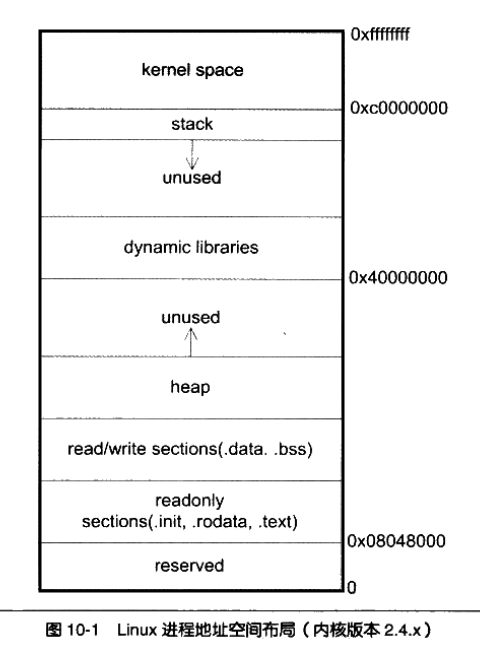 0xffffffff
kernel space
0xc0000000
stack
unused
dynamic libraries
0x40000000
unused
heap
read/write sections(.data. .bss)
readonly
sections(.init, .rodata, .text)
0x08048000
reserved
0
图 10-1 Linux 进程地址空间布局（内核版本 2.4.x）